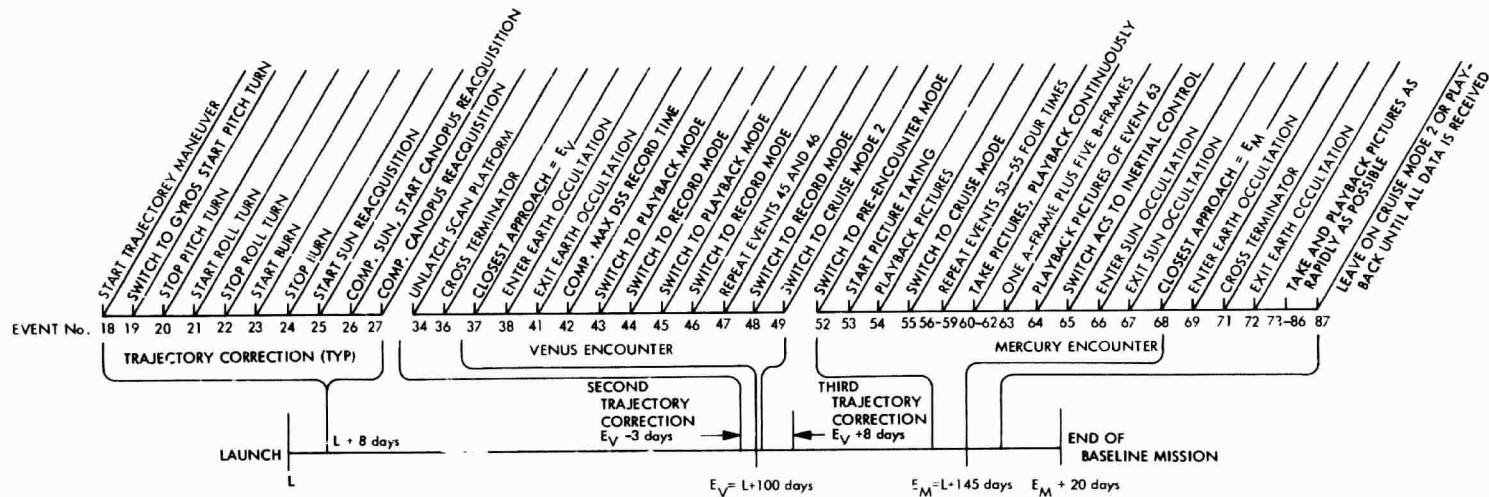 START TRAJECTOREY MANEUVER
SWITCH TO GYROS START PITCH TURN
STOP PITCH TURN
START ROLL TURN
STOP ROLL TURN
START BURN
STOP BURN
START SUN REACQUISITION
COMP. SUN, START CANOPUS REACQUISITION
COMP. CANOPUS REACQUISITION
UNLATCH SCAN PLATFORM
CROSS TERMINATOR
CLOSEST APPROACH = EV
ENTER EARTH OCCULTATION
EXIT EARTH OCCULTATION
COMP. MAX DSS RECORD TIME
SWITCH TO PLAYBACK MODE
SWITCH TO RECORD MODE
SWITCH TO PLAYBACK MODE
SWITCH TO RECORD MODE
REPEAT EVENTS 45 AND 46
SWITCH TO RECORD MODE
SWITCH TO CRUISE MODE 2
SWITCH TO PRE-ENCOUNTER MODE
START PICTURE TAKING
PLAYBACK PICTURES
SWITCH TO CRUISE MODE
REPEAT EVENTS 53-55 FOUR TIMES
TAKE PICTURES, PLAYBACK CONTINUOUSLY
ONE A-FRAME PLUS FIVE B-FRAMES
PLAYBACK PICTURES OF EVENT 63
SWITCH ACS TO INERTIAL CONTROL
ENTER SUN OCCULTATION
EXIT SUN OCCULTATION
CLOSEST APPROACH = EM
ENTER EARTH OCCULTATION
CROSS TERMINATOR
EXIT EARTH OCCULTATION
TAKE AND PLAYBACK PICTURES AS
RAPIDLY AS POSSIBLE
LEAVE ON CRUISE MODE 2 OR PLAY-
BACK UNTIL ALL DATA IS RECEIVED
EVENT No. 18 19 20 21 22 23 24 25 26 27 34 36 37 38 41 42 43 44 45 46 47 48 49 52 53 54 55 56-59 60-62 63 64 65 66 67 68 69 71 72 73-86 87
TRAJECTORY CORRECTION (TYP) VENUS ENCOUNTER MERCURY ENCOUNTER
SECOND
TRAJECTORY
CORRECTION
EV -3 days
THIRD
TRAJECTORY
CORRECTION
EV +8 days
L + 8 days
LAUNCH
L
END OF
BASELINE MISSION
EV = L+100 days
EM=L+145 days
EM + 20 days